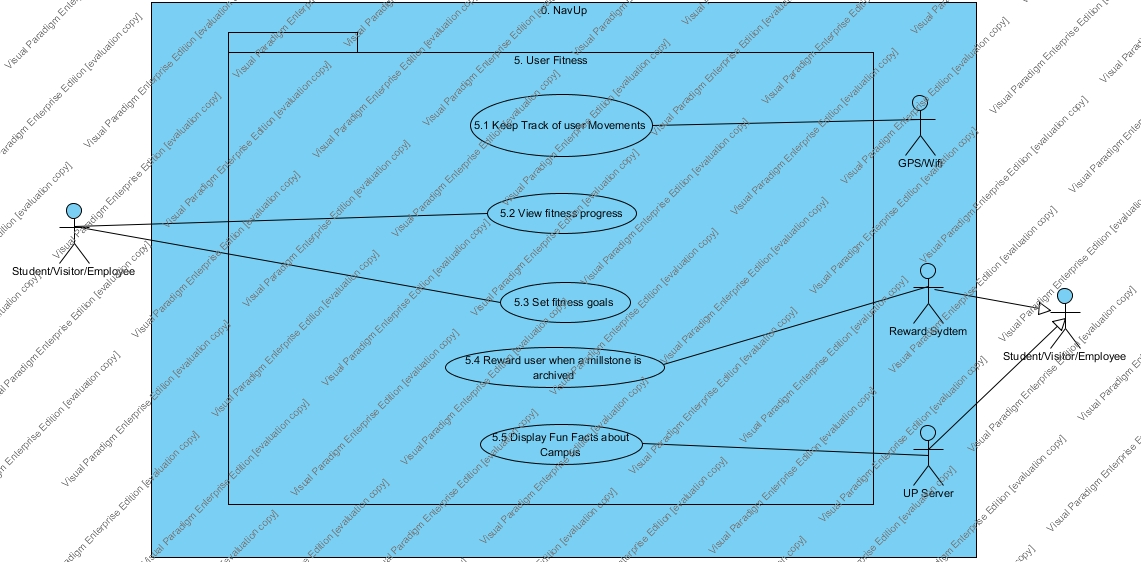 0. NavUp
5. User Fitness
5.1 Keep Track of user Movements
GPS/Wifi
5.2 View fitness progress
Student/Visitor/Employee
5.3 Set fitness goals
Reward Sydtem
Student/Visitor/Employee
5.4 Reward user when a millstone is
archived
5.5 Display Fun Facts about
Campus
UP Server
Visual Paradigm Enterprise Edition [evaluation copy]